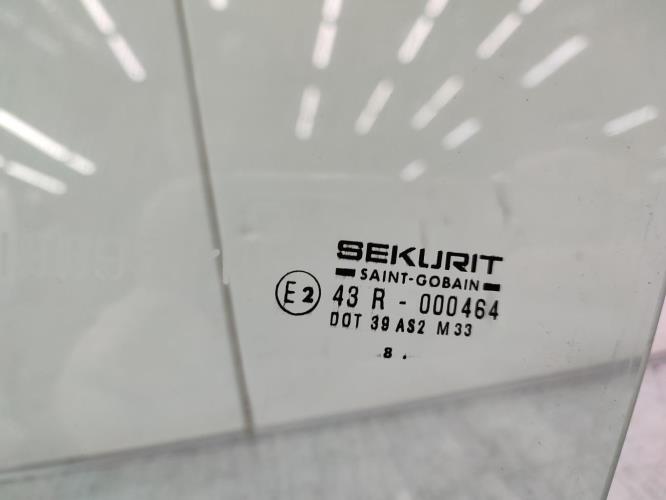 SEKURIT
SAINT-GOBAIN
E2 43 R - 000464
DOT 39 AS2 M33
8 .